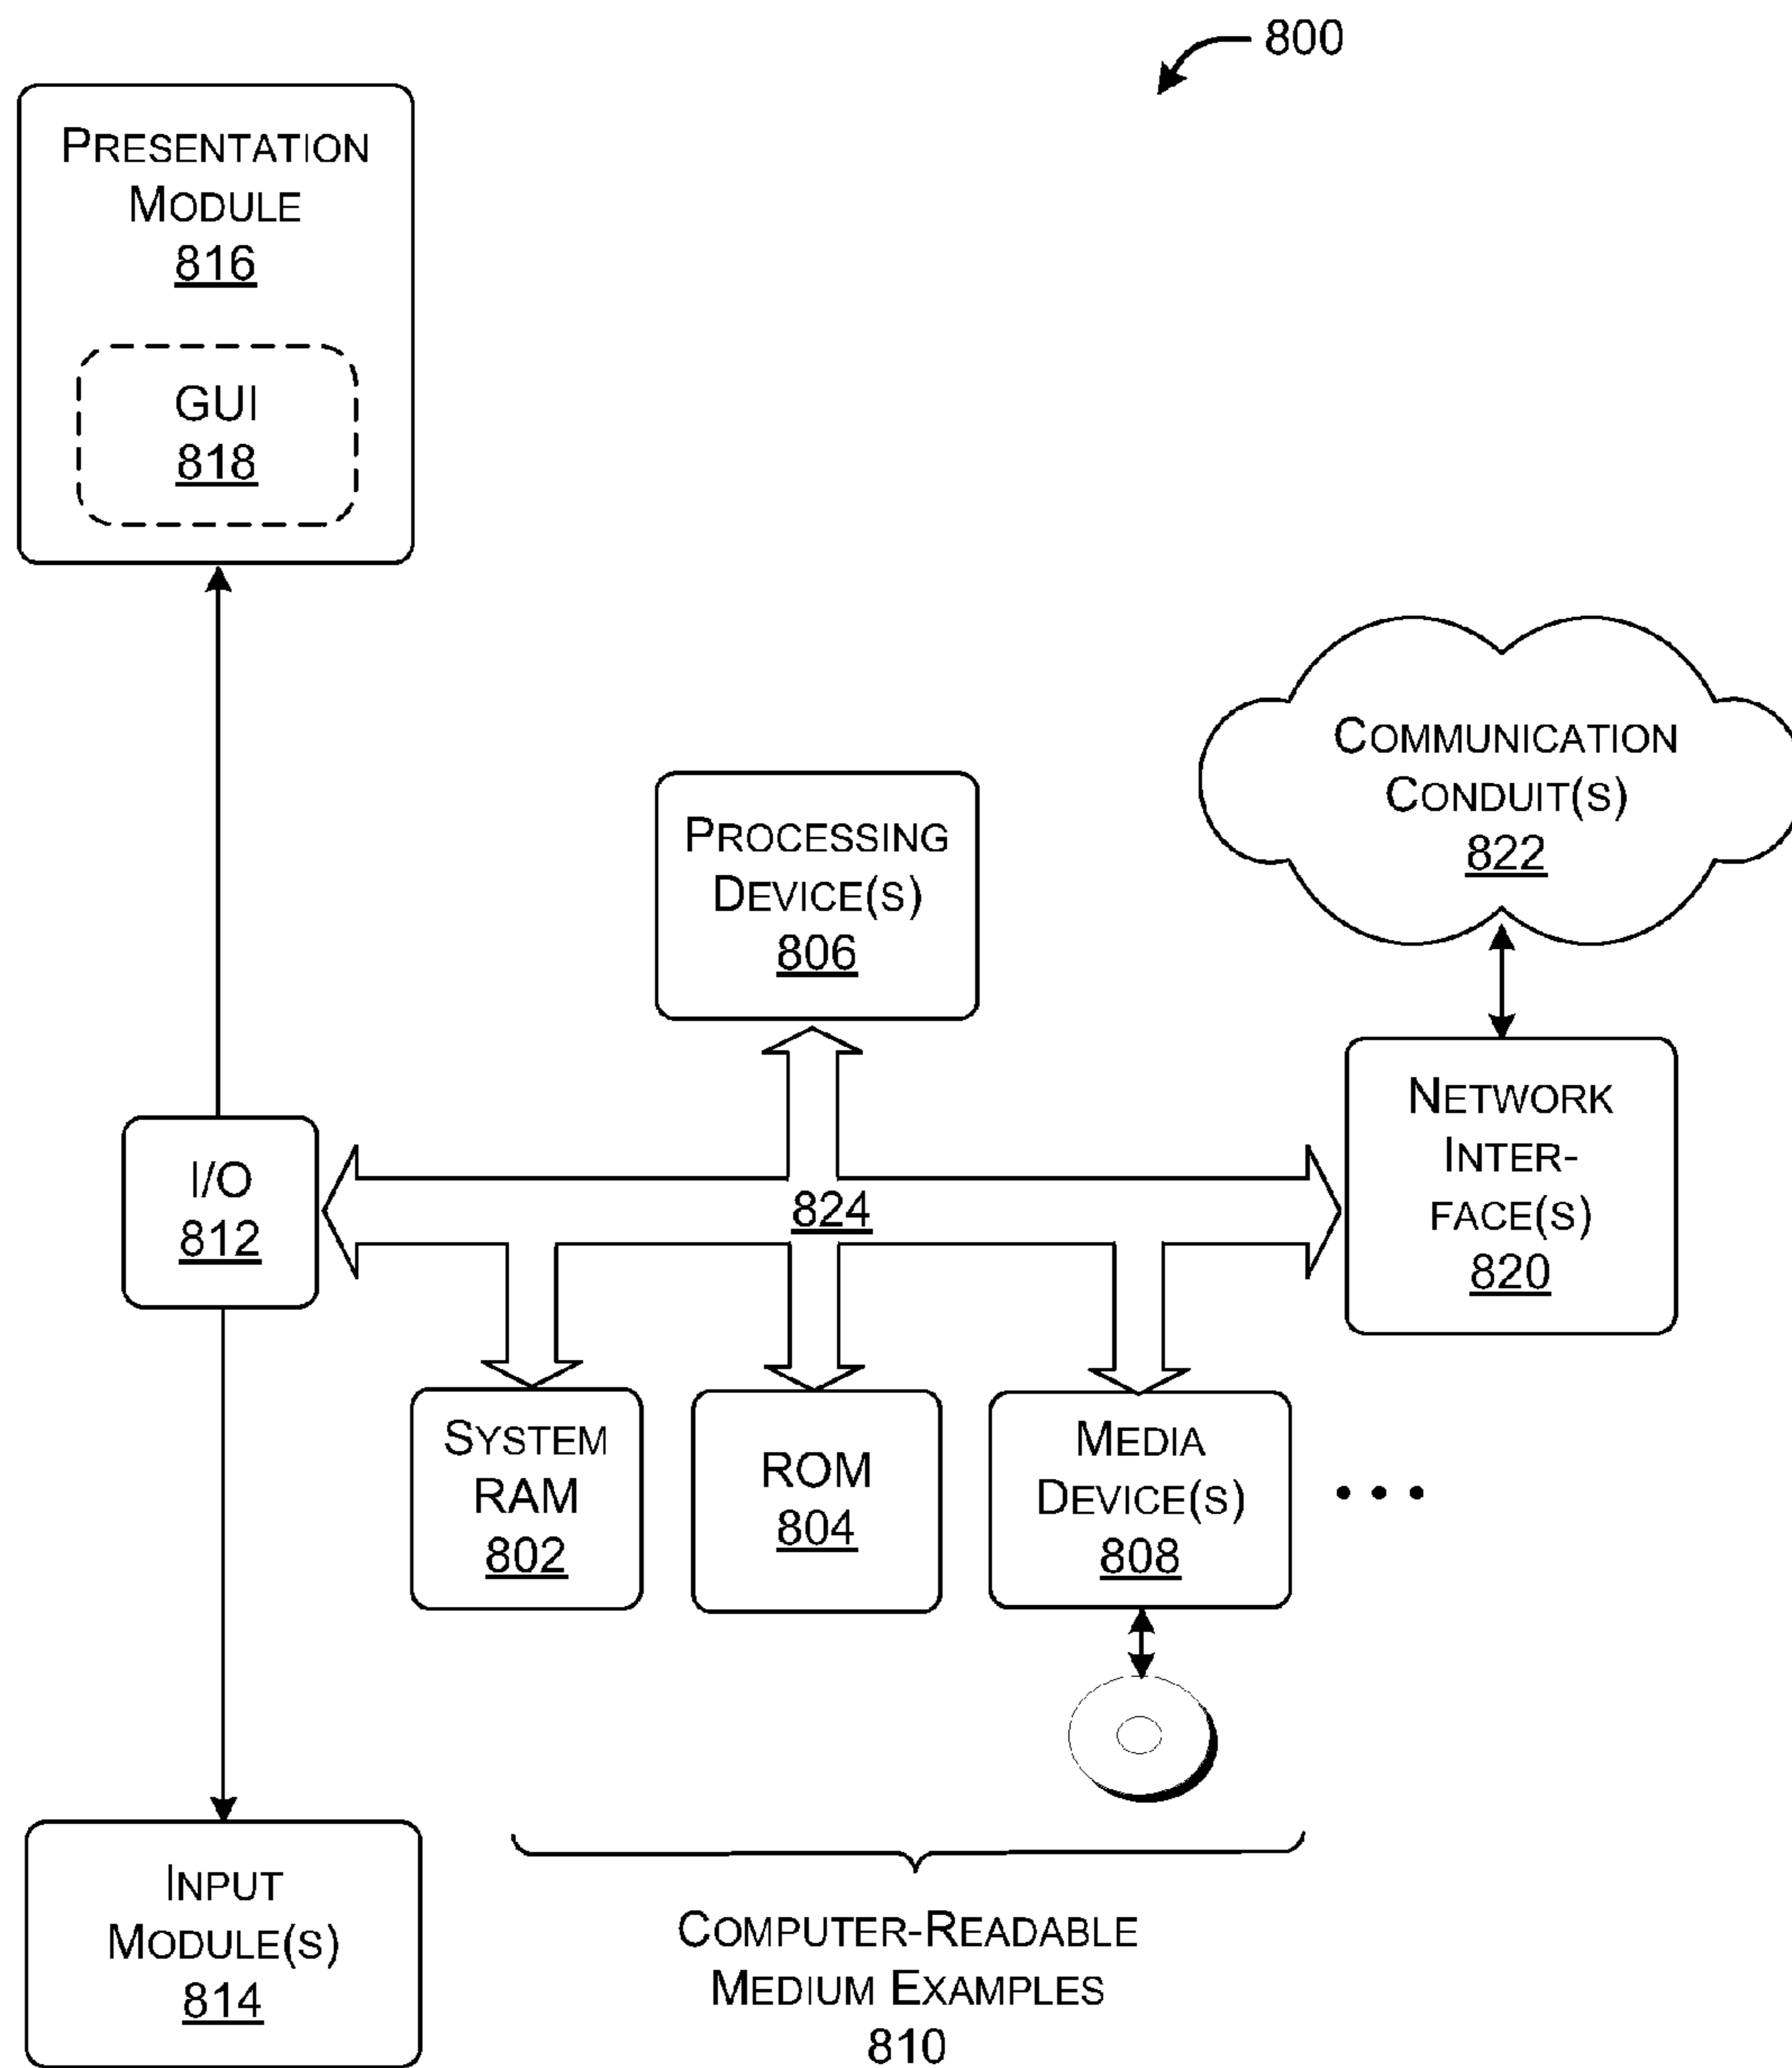 800
PRESENTATION
MODULE
816
GUI
818
COMMUNICATION
CONDUIT(S)
822
PROCESSING
DEVICE(S)
806
NETWORK
INTER-
FACE(S)
820
I/O
812
824
SYSTEM
RAM
802
ROM
804
MEDIA
DEVICE(S)
808
• • •
INPUT
MODULE(S)
814
COMPUTER-READABLE
MEDIUM EXAMPLES
810